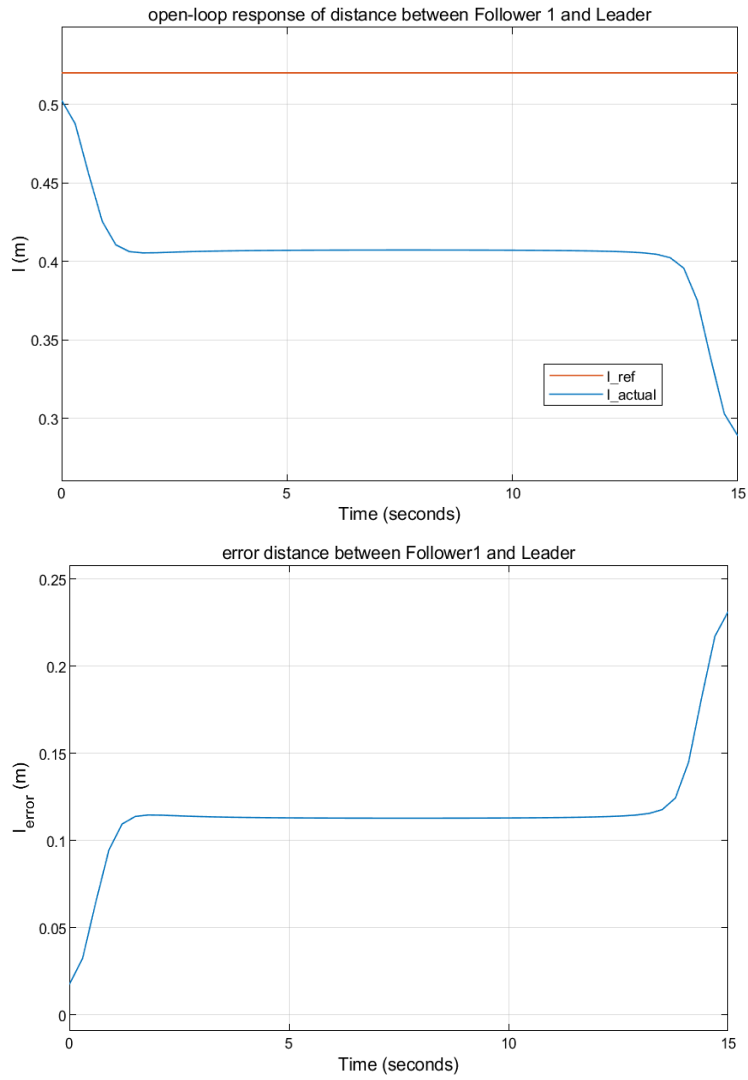 open-loop response of distance between Follower 1 and Leader
0.5
0.45
0.4
0.35
0.3
l (m)
l_ref
l_actual
0
5
10
15
Time (seconds)
error distance between Follower1 and Leader
0.25
0.2
0.15
0.1
0.05
0
l_error (m)
0
5
10
15
Time (seconds)